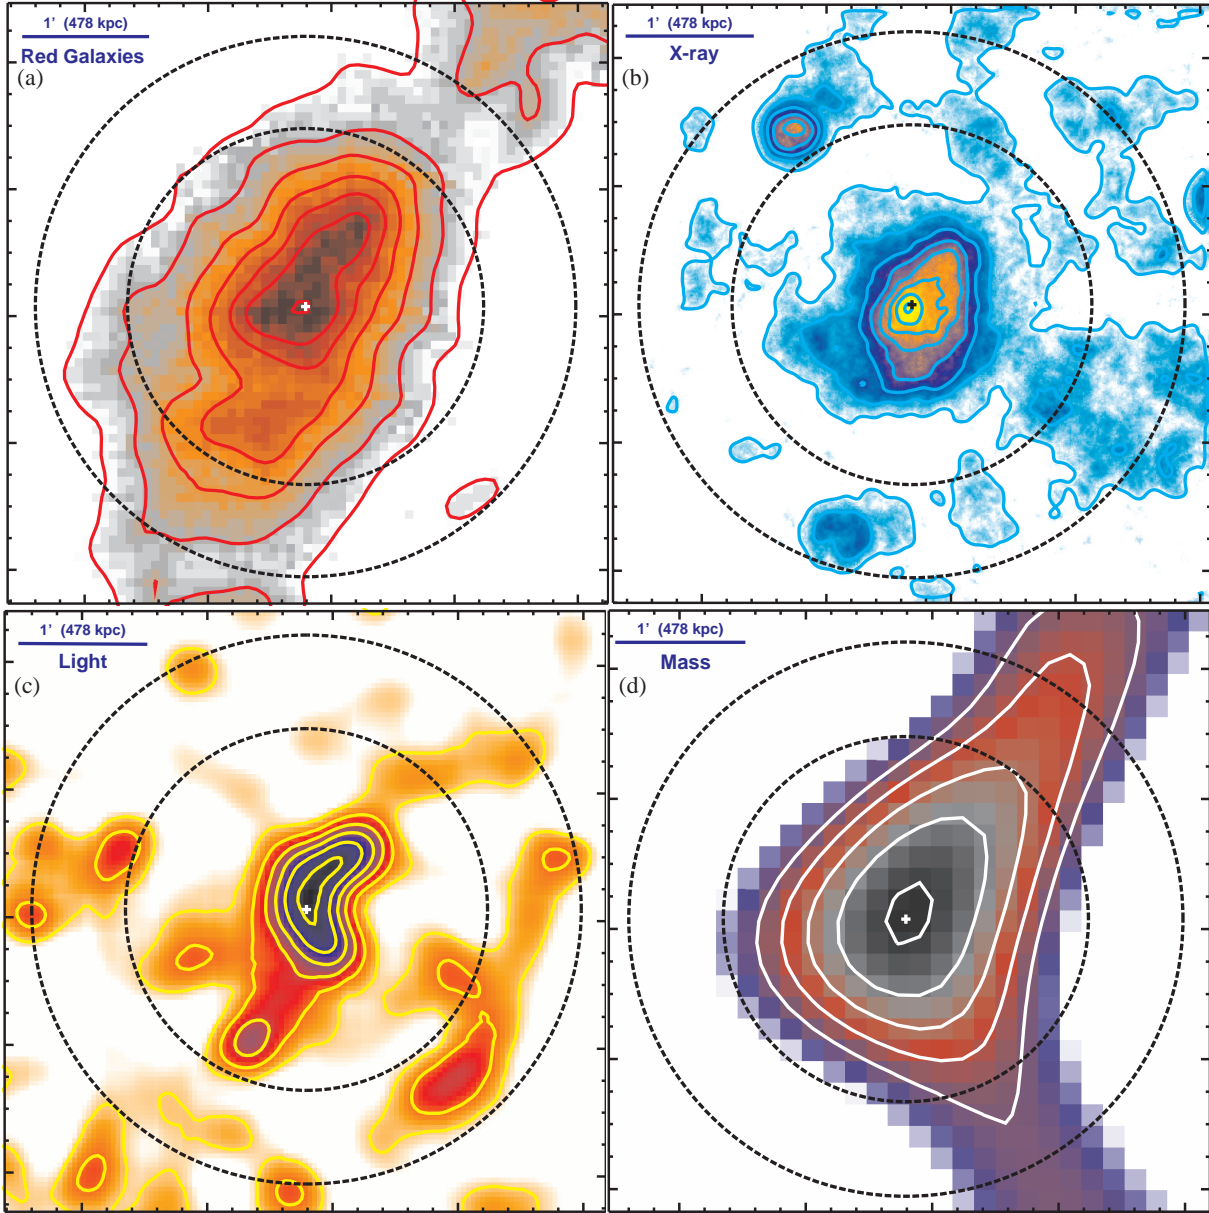 1' (478 kpc)
Red Galaxies
(a)
1' (478 kpc)
X-ray
(b)
1' (478 kpc)
Light
(c)
1' (478 kpc)
Mass
(d)